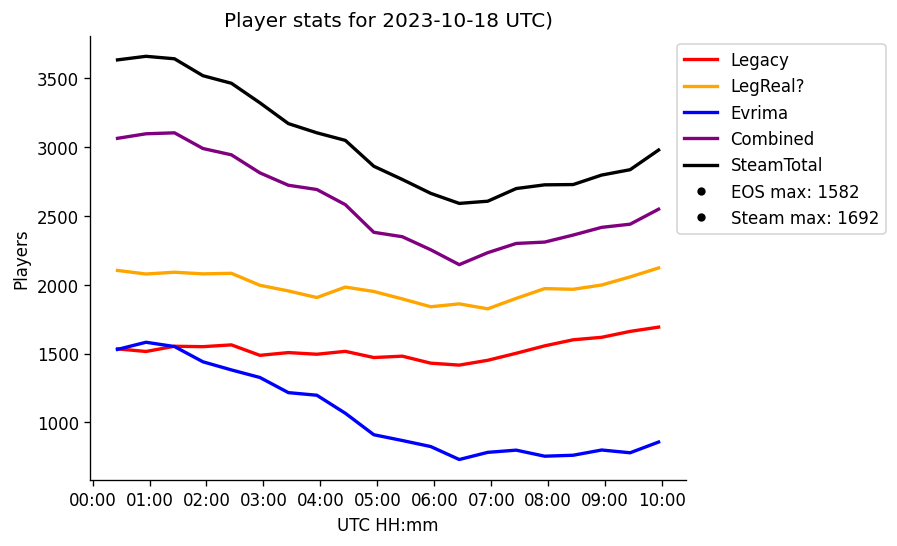 Player stats for 2023-10-18 UTC)
Players
3500
3000
2500
2000
1500
1000
00:00 01:00 02:00 03:00 04:00 05:00 06:00 07:00 08:00 09:00 10:00
UTC HH:mm
Legacy
LegReal?
Evrima
Combined
SteamTotal
EOS max: 1582
Steam max: 1692